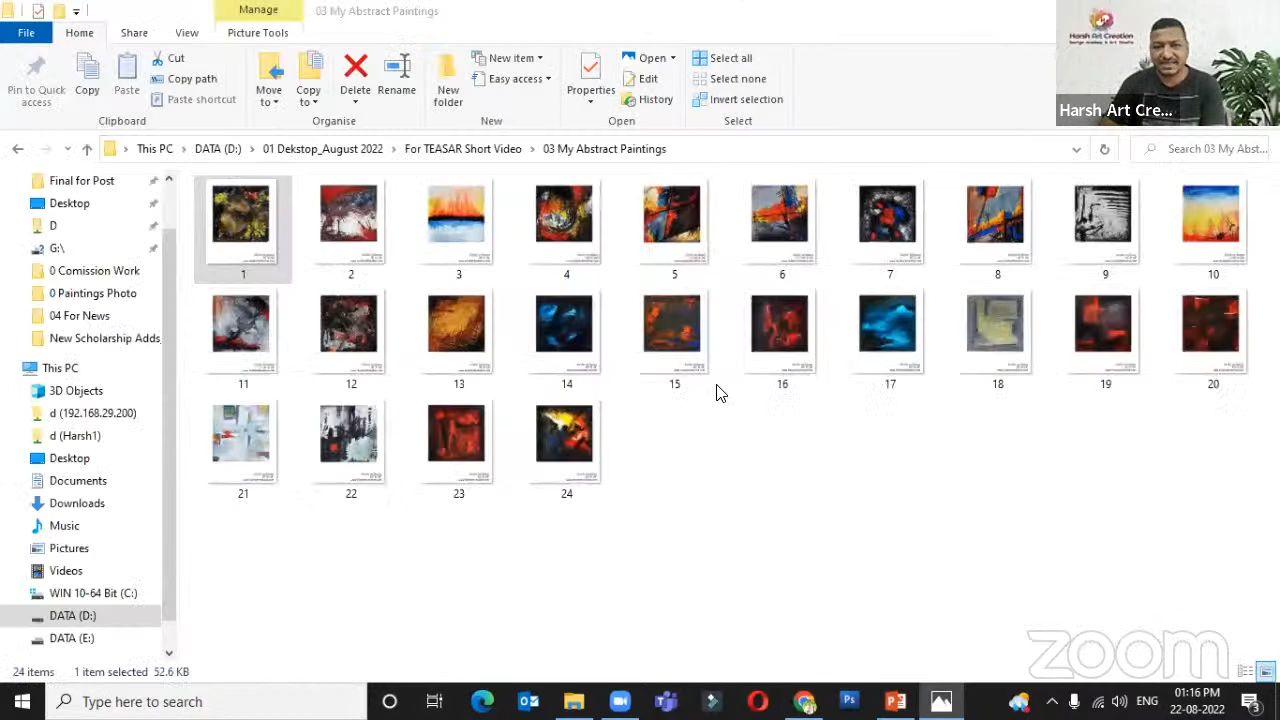 Manage
03 My Abstract Paintings
File
Home
Share
View
Picture Tools
Pin to Quick access
Copy
Paste
Cut
Copy path
Paste shortcut
Move to
Copy to
Delete
Rename
New folder
New item
Easy access
Properties
Open
Edit
History
Select all
Select none
Invert selection
Clipboard
Organise
New
Open
Select
Harsh Art Creation
Harsh Art Cre...
This PC
DATA (D:)
01 Dekstop_August 2022
For TEASAR Short Video
03 My Abstract Paintings
Search 03 My Abst...
Final for Post
Desktop
D
G:\
0 Comission Work
0 Paintings Photo
04 For News
New Scholarship Adds
This PC
3D Objects
d (192.168.29.200)
d (Harsh1)
Desktop
Documents
Downloads
Music
Pictures
Videos
WIN 10-64 Bit (C:)
DATA (D:)
DATA (E:)
1
2
3
4
5
6
7
8
9
10
11
12
13
14
15
16
17
18
19
20
21
22
23
24
zoom
24 items
1 item selected 52.6 KB
Type here to search
ENG
01:16 PM
22-08-2022
3